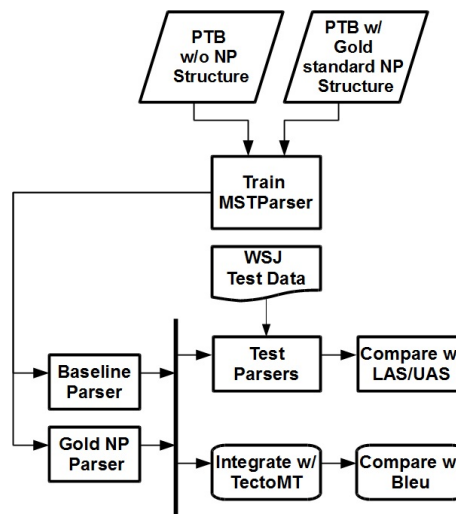 PTB
w/o NP
Structure
PTB w/
Gold
standard NP
Structure
Train
MSTParser
WSJ
Test Data
Baseline
Parser
Test
Parsers
Compare w/
LAS/UAS
Gold NP
Parser
Integrate w/
TectoMT
Compare w/
Bleu